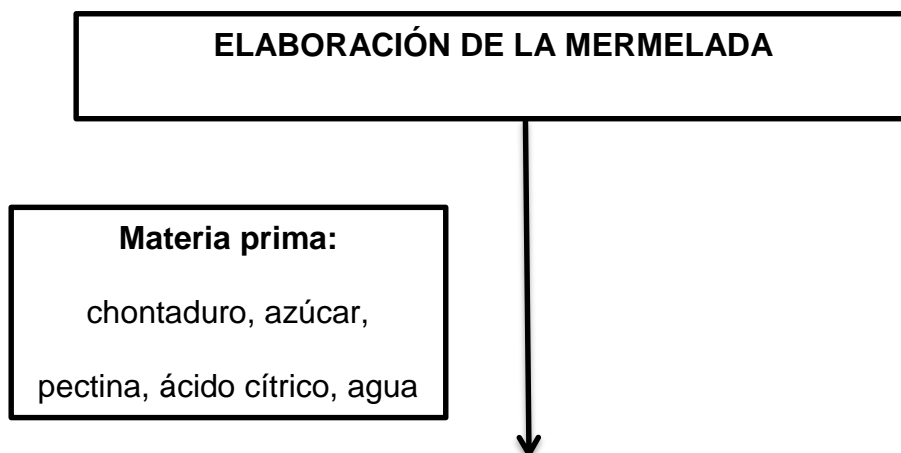 ELABORACIÓN DE LA MERMELADA
Materia prima:
chontaduro, azúcar,
pectina, ácido cítrico, agua